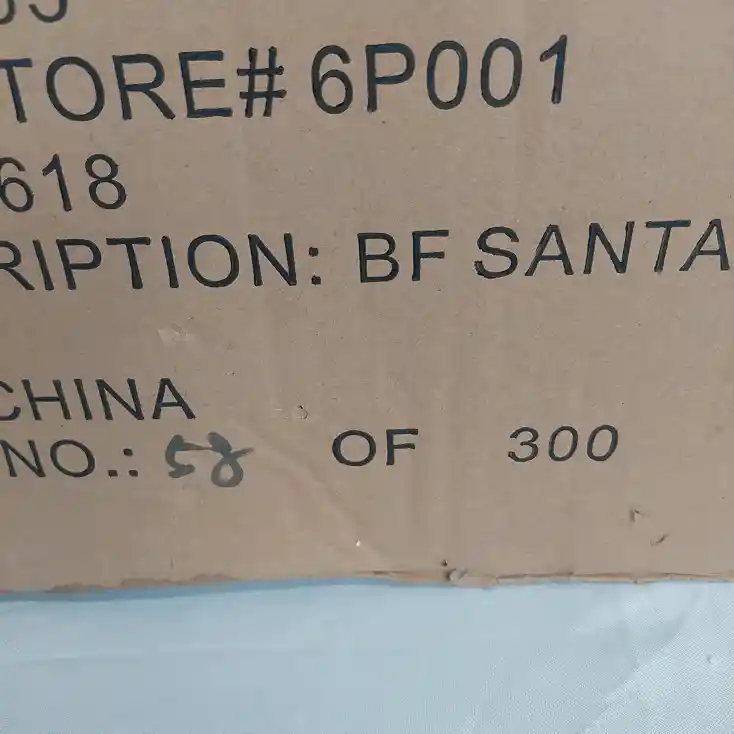 TORE# 6P001
618
RIPTION: BF SANTA
CHINA
NO.: 58 OF 300